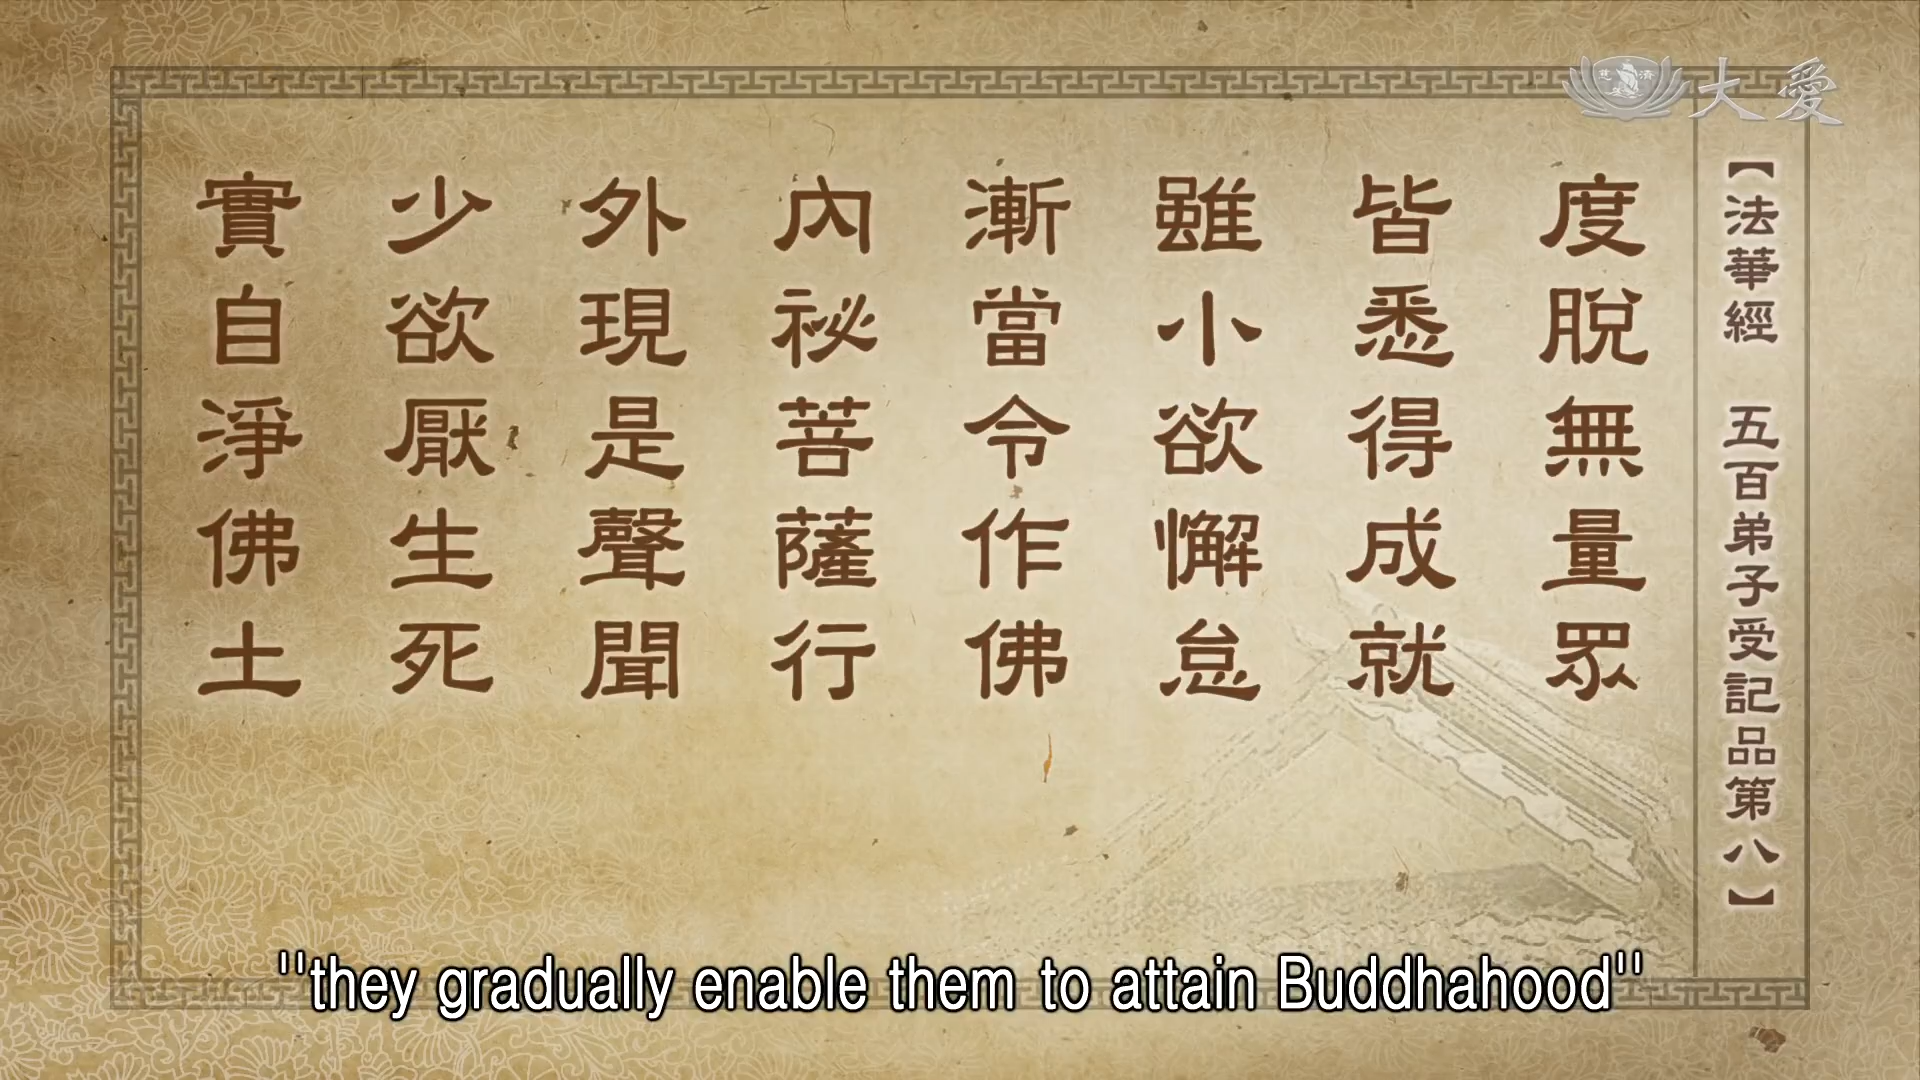 慈濟 大愛
【法華經 五百弟子受記品第八】
度脫無量眾
皆悉得成就
雖小欲懈怠
漸當令作佛
內祕菩薩行
外現是聲聞
少欲厭生死
實自淨佛土
"they gradually enable them to attain Buddhahood"